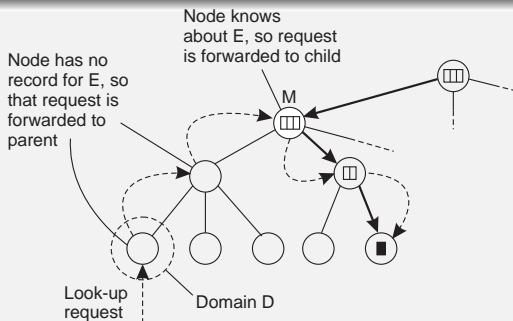 Node knows
about E, so request
is forwarded to child
Node has no
record for E, so
that request is
forwarded to
parent
M
Look-up
request
Domain D